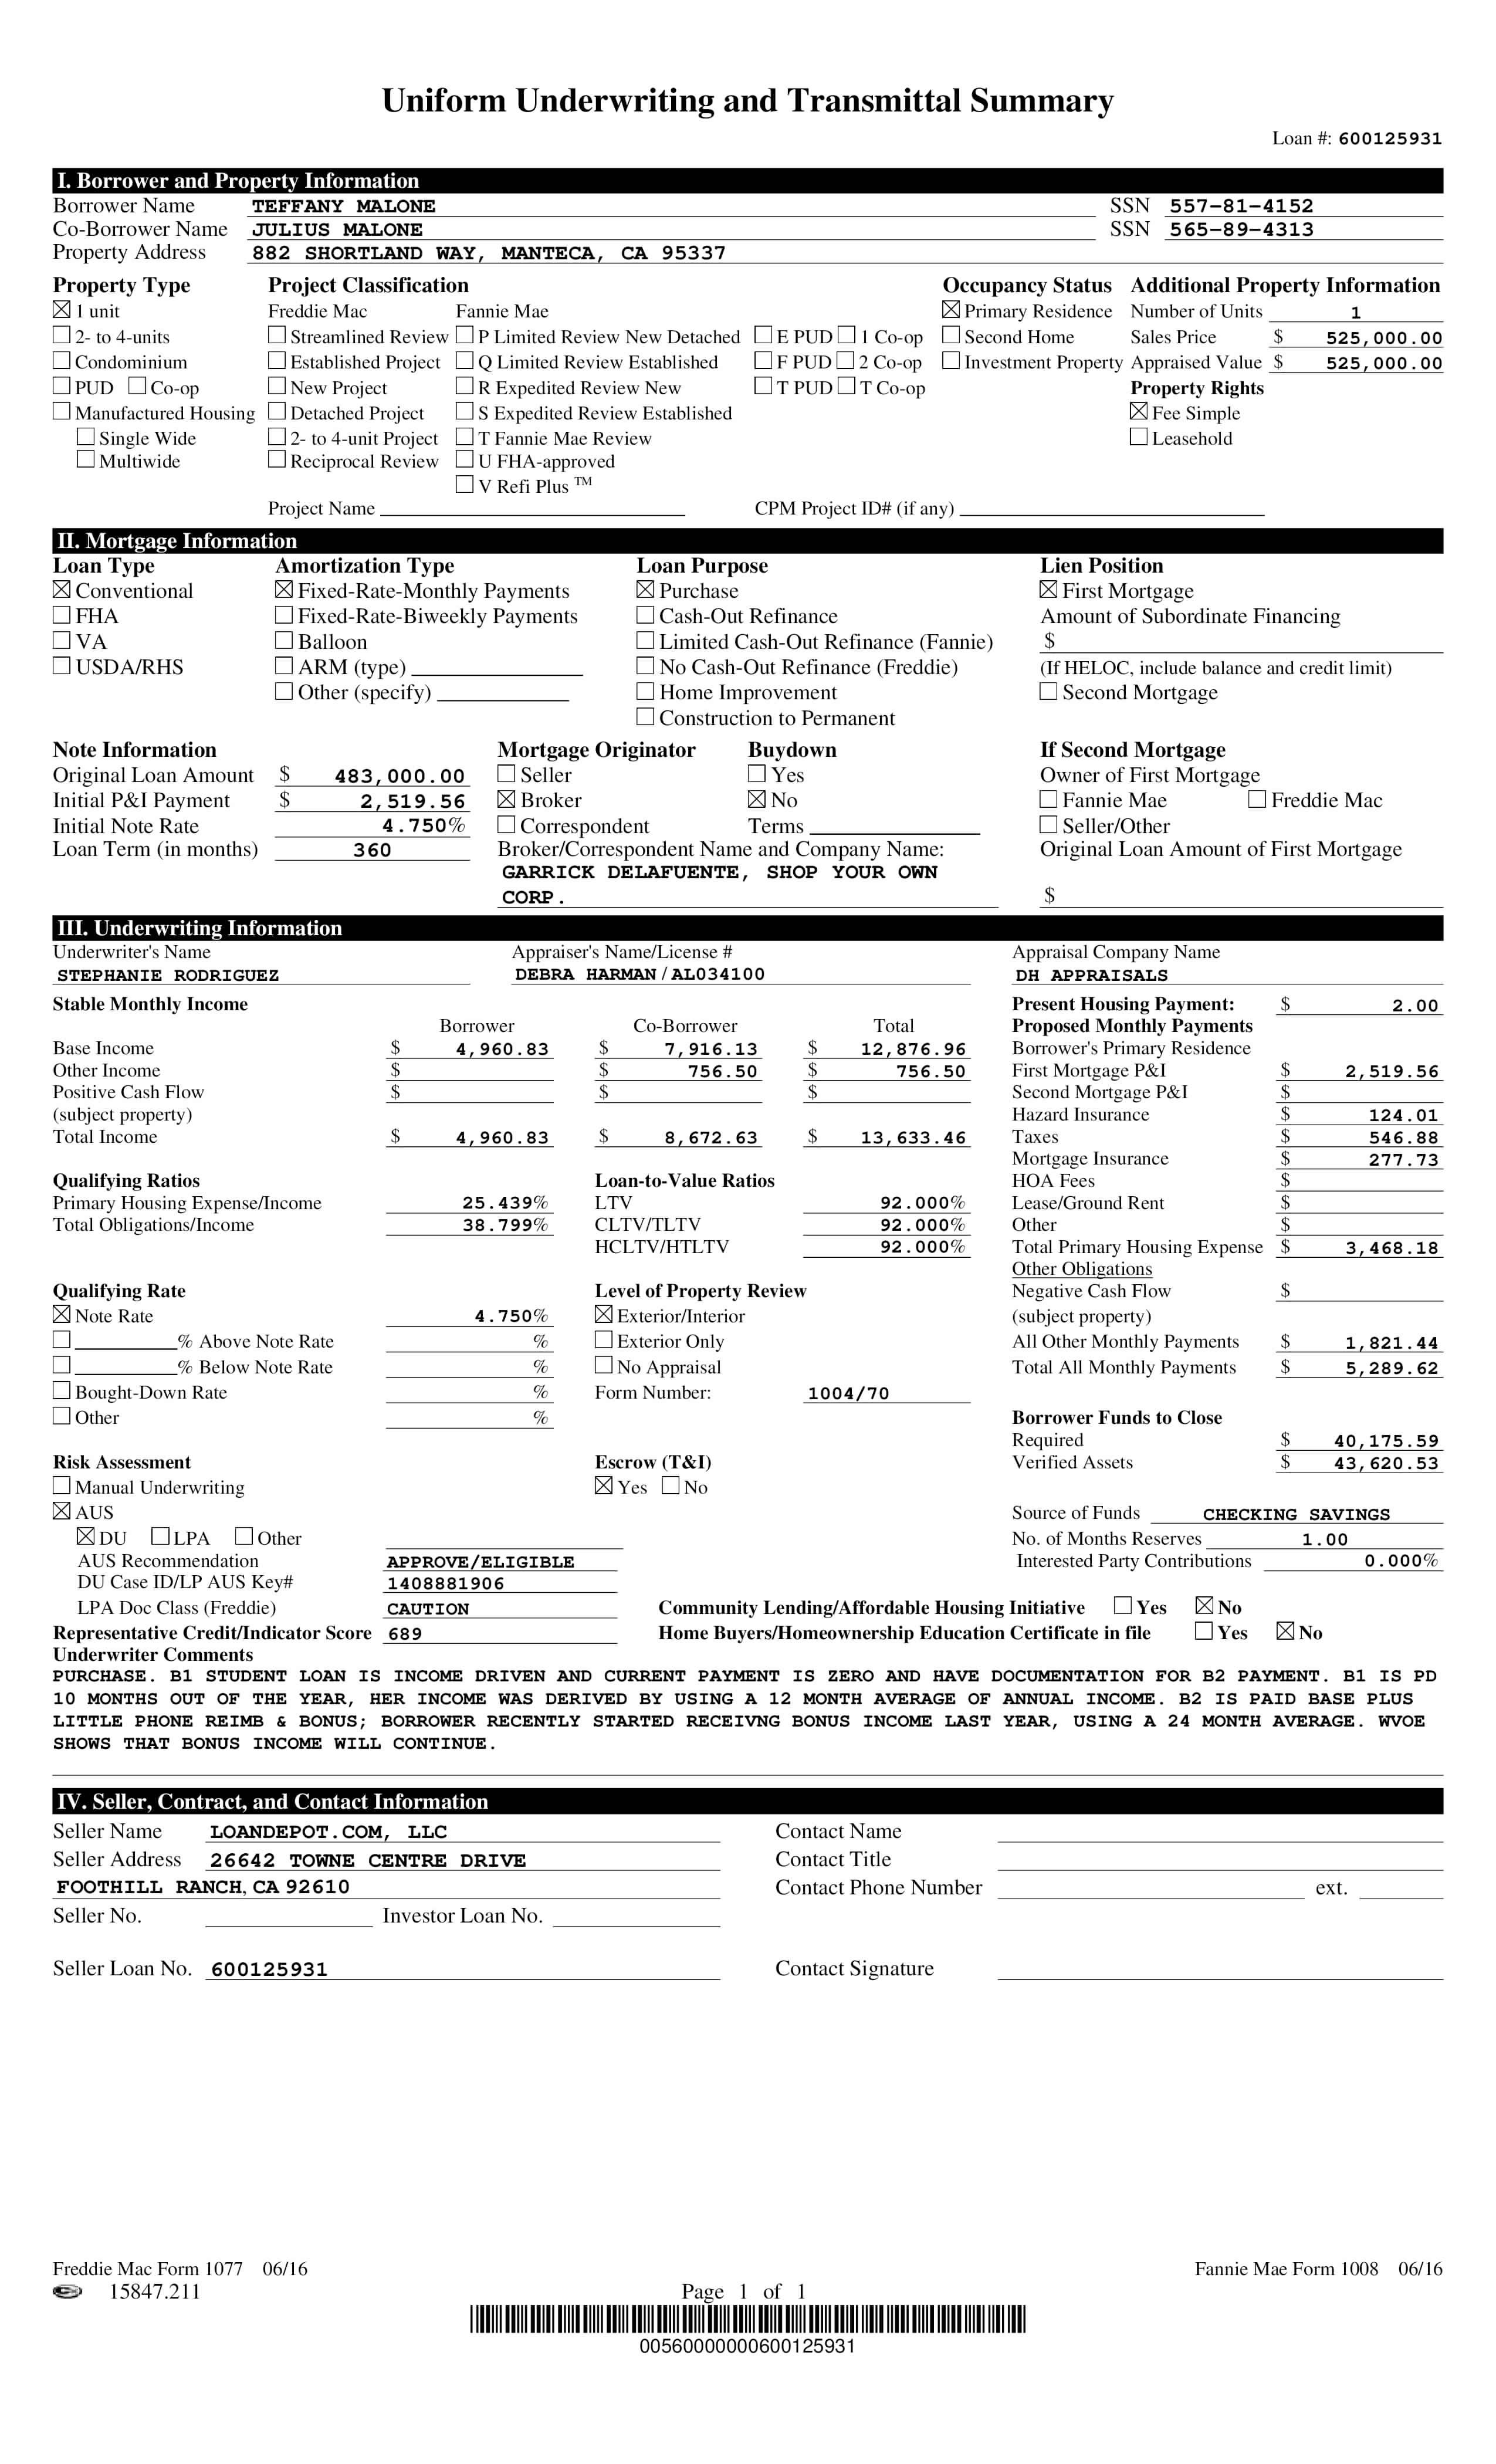 Uniform Underwriting and Transmittal Summary
Loan #: 600125931
I. Borrower and Property Information
Borrower Name TEFFANY MALONE SSN 557-81-4152
Co-Borrower Name JULIUS MALONE SSN 565-89-4313
Property Address 882 SHORTLAND WAY, MANTECA, CA 95337
Property Type Project Classification Occupancy Status Additional Property Information
☒ 1 unit Freddie Mac Fannie Mae ☒ Primary Residence Number of Units 1
☐ 2- to 4-units ☐ Streamlined Review ☐ P Limited Review New Detached ☐ E PUD ☐ 1 Co-op ☐ Second Home Sales Price $ 525,000.00
☐ Condominium ☐ Established Project ☐ Q Limited Review Established ☐ F PUD ☐ 2 Co-op ☐ Investment Property Appraised Value $ 525,000.00
☐ PUD ☐ Co-op ☐ New Project ☐ R Expedited Review New ☐ T PUD ☐ T Co-op Property Rights
☐ Manufactured Housing ☐ Detached Project ☐ S Expedited Review Established ☒ Fee Simple
☐ Single Wide ☐ 2- to 4-unit Project ☐ T Fannie Mae Review ☐ Leasehold
☐ Multiwide ☐ Reciprocal Review ☐ U FHA-approved
☐ V Refi Plus TM
Project Name CPM Project ID# (if any)
II. Mortgage Information
Loan Type Amortization Type Loan Purpose Lien Position
☒ Conventional ☒ Fixed-Rate-Monthly Payments ☒ Purchase ☒ First Mortgage
☐ FHA ☐ Fixed-Rate-Biweekly Payments ☐ Cash-Out Refinance Amount of Subordinate Financing
☐ VA ☐ Balloon ☐ Limited Cash-Out Refinance (Fannie) $
☐ USDA/RHS ☐ ARM (type) ☐ No Cash-Out Refinance (Freddie) (If HELOC, include balance and credit limit)
☐ Other (specify) ☐ Home Improvement ☐ Second Mortgage
☐ Construction to Permanent
Note Information Mortgage Originator Buydown If Second Mortgage
Original Loan Amount $ 483,000.00 ☐ Seller ☐ Yes Owner of First Mortgage
Initial P&I Payment $ 2,519.56 ☒ Broker ☒ No ☐ Fannie Mae ☐ Freddie Mac
Initial Note Rate 4.750% ☐ Correspondent Terms ☐ Seller/Other
Loan Term (in months) 360 Broker/Correspondent Name and Company Name: Original Loan Amount of First Mortgage
GARRICK DELAFUENTE, SHOP YOUR OWN
CORP. $
III. Underwriting Information
Underwriter's Name Appraiser's Name/License # Appraisal Company Name
STEPHANIE RODRIGUEZ DEBRA HARMAN / AL034100 DH APPRAISALS
Stable Monthly Income Present Housing Payment: $ 2.00
Borrower Co-Borrower Total Proposed Monthly Payments
Base Income $ 4,960.83 $ 7,916.13 $ 12,876.96 Borrower's Primary Residence
Other Income $ $ 756.50 $ 756.50 First Mortgage P&I $ 2,519.56
Positive Cash Flow $ $ $ Second Mortgage P&I $
(subject property) Hazard Insurance $ 124.01
Total Income $ 4,960.83 $ 8,672.63 $ 13,633.46 Taxes $ 546.88
Mortgage Insurance $ 277.73
Qualifying Ratios Loan-to-Value Ratios HOA Fees $
Primary Housing Expense/Income 25.439% LTV 92.000% Lease/Ground Rent $
Total Obligations/Income 38.799% CLTV/TLTV 92.000% Other $
HCLTV/HTLTV 92.000% Total Primary Housing Expense $ 3,468.18
Other Obligations
Qualifying Rate Level of Property Review Negative Cash Flow $
☒ Note Rate 4.750% ☒ Exterior/Interior (subject property)
☐ % Above Note Rate % ☐ Exterior Only All Other Monthly Payments $ 1,821.44
☐ % Below Note Rate % ☐ No Appraisal Total All Monthly Payments $ 5,289.62
☐ Bought-Down Rate % Form Number: 1004/70
☐ Other % Borrower Funds to Close
Required $ 40,175.59
Risk Assessment Escrow (T&I) Verified Assets $ 43,620.53
☐ Manual Underwriting ☒ Yes ☐ No
☒ AUS Source of Funds CHECKING SAVINGS
☒ DU ☐ LPA ☐ Other No. of Months Reserves 1.00
AUS Recommendation APPROVE/ELIGIBLE Interested Party Contributions 0.000%
DU Case ID/LP AUS Key# 1408881906
LPA Doc Class (Freddie) CAUTION Community Lending/Affordable Housing Initiative ☐ Yes ☒ No
Representative Credit/Indicator Score 689 Home Buyers/Homeownership Education Certificate in file ☐ Yes ☒ No
Underwriter Comments
PURCHASE. B1 STUDENT LOAN IS INCOME DRIVEN AND CURRENT PAYMENT IS ZERO AND HAVE DOCUMENTATION FOR B2 PAYMENT. B1 IS PD
10 MONTHS OUT OF THE YEAR, HER INCOME WAS DERIVED BY USING A 12 MONTH AVERAGE OF ANNUAL INCOME. B2 IS PAID BASE PLUS
LITTLE PHONE REIMB & BONUS; BORROWER RECENTLY STARTED RECEIVNG BONUS INCOME LAST YEAR, USING A 24 MONTH AVERAGE. WVOE
SHOWS THAT BONUS INCOME WILL CONTINUE.
IV. Seller, Contract, and Contact Information
Seller Name LOANDEPOT.COM, LLC Contact Name
Seller Address 26642 TOWNE CENTRE DRIVE Contact Title
FOOTHILL RANCH, CA 92610 Contact Phone Number ext.
Seller No. Investor Loan No.
Seller Loan No. 600125931 Contact Signature
Freddie Mac Form 1077 06/16 Fannie Mae Form 1008 06/16
15847.211 Page 1 of 1
00560000000600125931